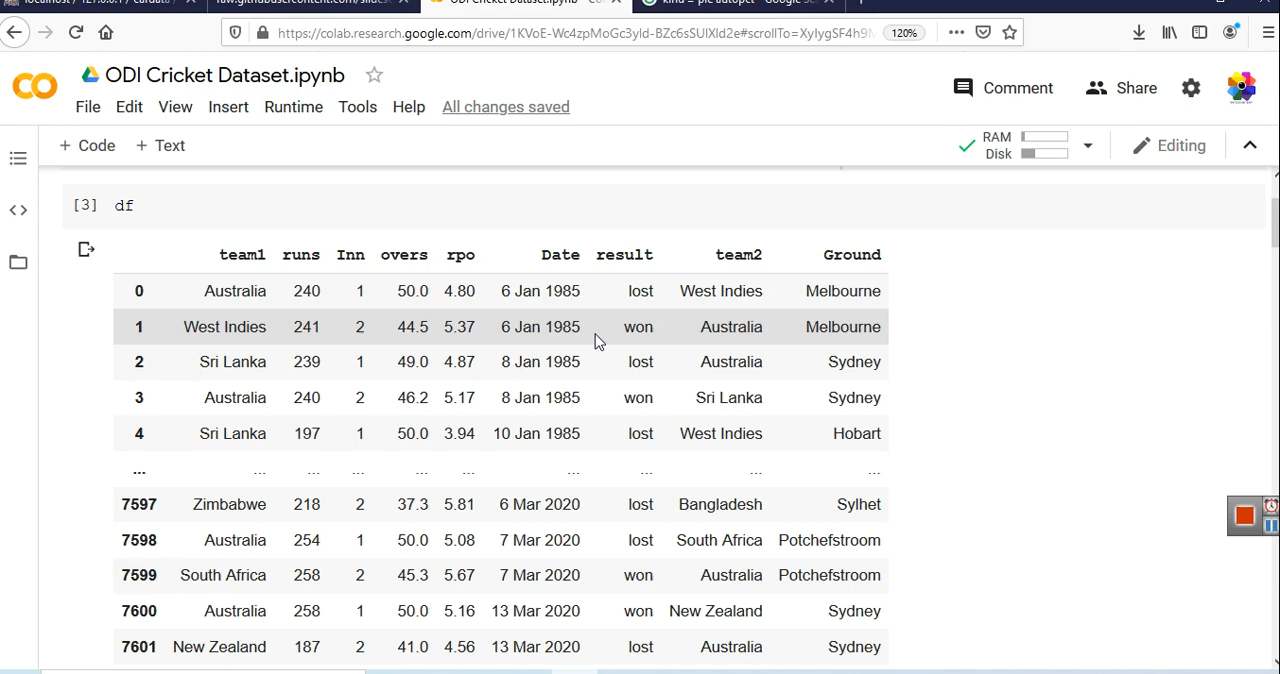 https://colab.research.google.com/drive/1KVoE-Wc4zpMoGc3yld-BZc6sSUlXld2e#scrollTo=XyIygSF4h9 120%
ODI Cricket Dataset.ipynb
Comment Share
File Edit View Insert Runtime Tools Help All changes saved
+ Code + Text RAM Disk Editing
[3] df
team1 runs Inn overs rpo Date result team2 Ground
0 Australia 240 1 50.0 4.80 6 Jan 1985 lost West Indies Melbourne
1 West Indies 241 2 44.5 5.37 6 Jan 1985 won Australia Melbourne
2 Sri Lanka 239 1 49.0 4.87 8 Jan 1985 lost Australia Sydney
3 Australia 240 2 46.2 5.17 8 Jan 1985 won Sri Lanka Sydney
4 Sri Lanka 197 1 50.0 3.94 10 Jan 1985 lost West Indies Hobart
... ... ... ... ... ... ... ... ... ...
7597 Zimbabwe 218 2 37.3 5.81 6 Mar 2020 lost Bangladesh Sylhet
7598 Australia 254 1 50.0 5.08 7 Mar 2020 lost South Africa Potchefstroom
7599 South Africa 258 2 45.3 5.67 7 Mar 2020 won Australia Potchefstroom
7600 Australia 258 1 50.0 5.16 13 Mar 2020 won New Zealand Sydney
7601 New Zealand 187 2 41.0 4.56 13 Mar 2020 lost Australia Sydney